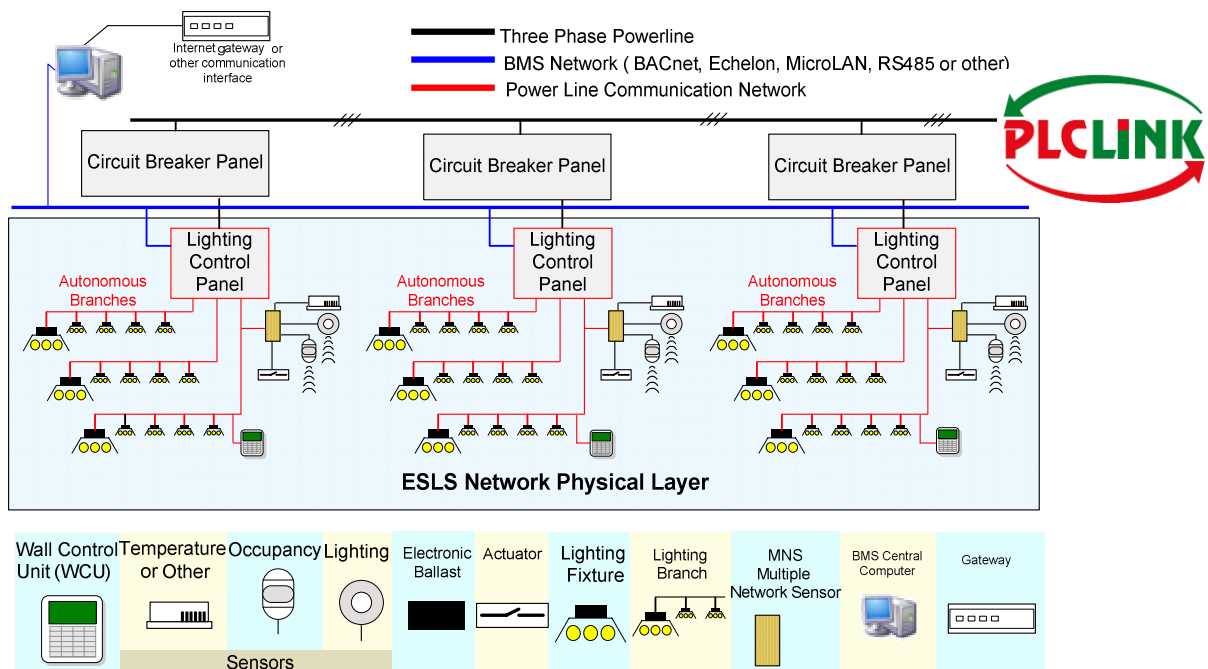 Internet gateway or
other communication
interface
Three Phase Powerline
BMS Network ( BACnet, Echelon, MicroLAN, RS485 or other)
Power Line Communication Network
PLCLINK
Circuit Breaker Panel
Circuit Breaker Panel
Circuit Breaker Panel
Lighting
Control
Panel
Lighting
Control
Panel
Lighting
Control
Panel
Autonomous
Branches
Autonomous
Branches
Autonomous
Branches
ESLS Network Physical Layer
Wall Control
Unit (WCU)
Temperature
or Other
Occupancy
Lighting
Sensors
Electronic
Ballast
Actuator
Lighting
Fixture
Lighting
Branch
MNS
Multiple
Network Sensor
BMS Central
Computer
Gateway